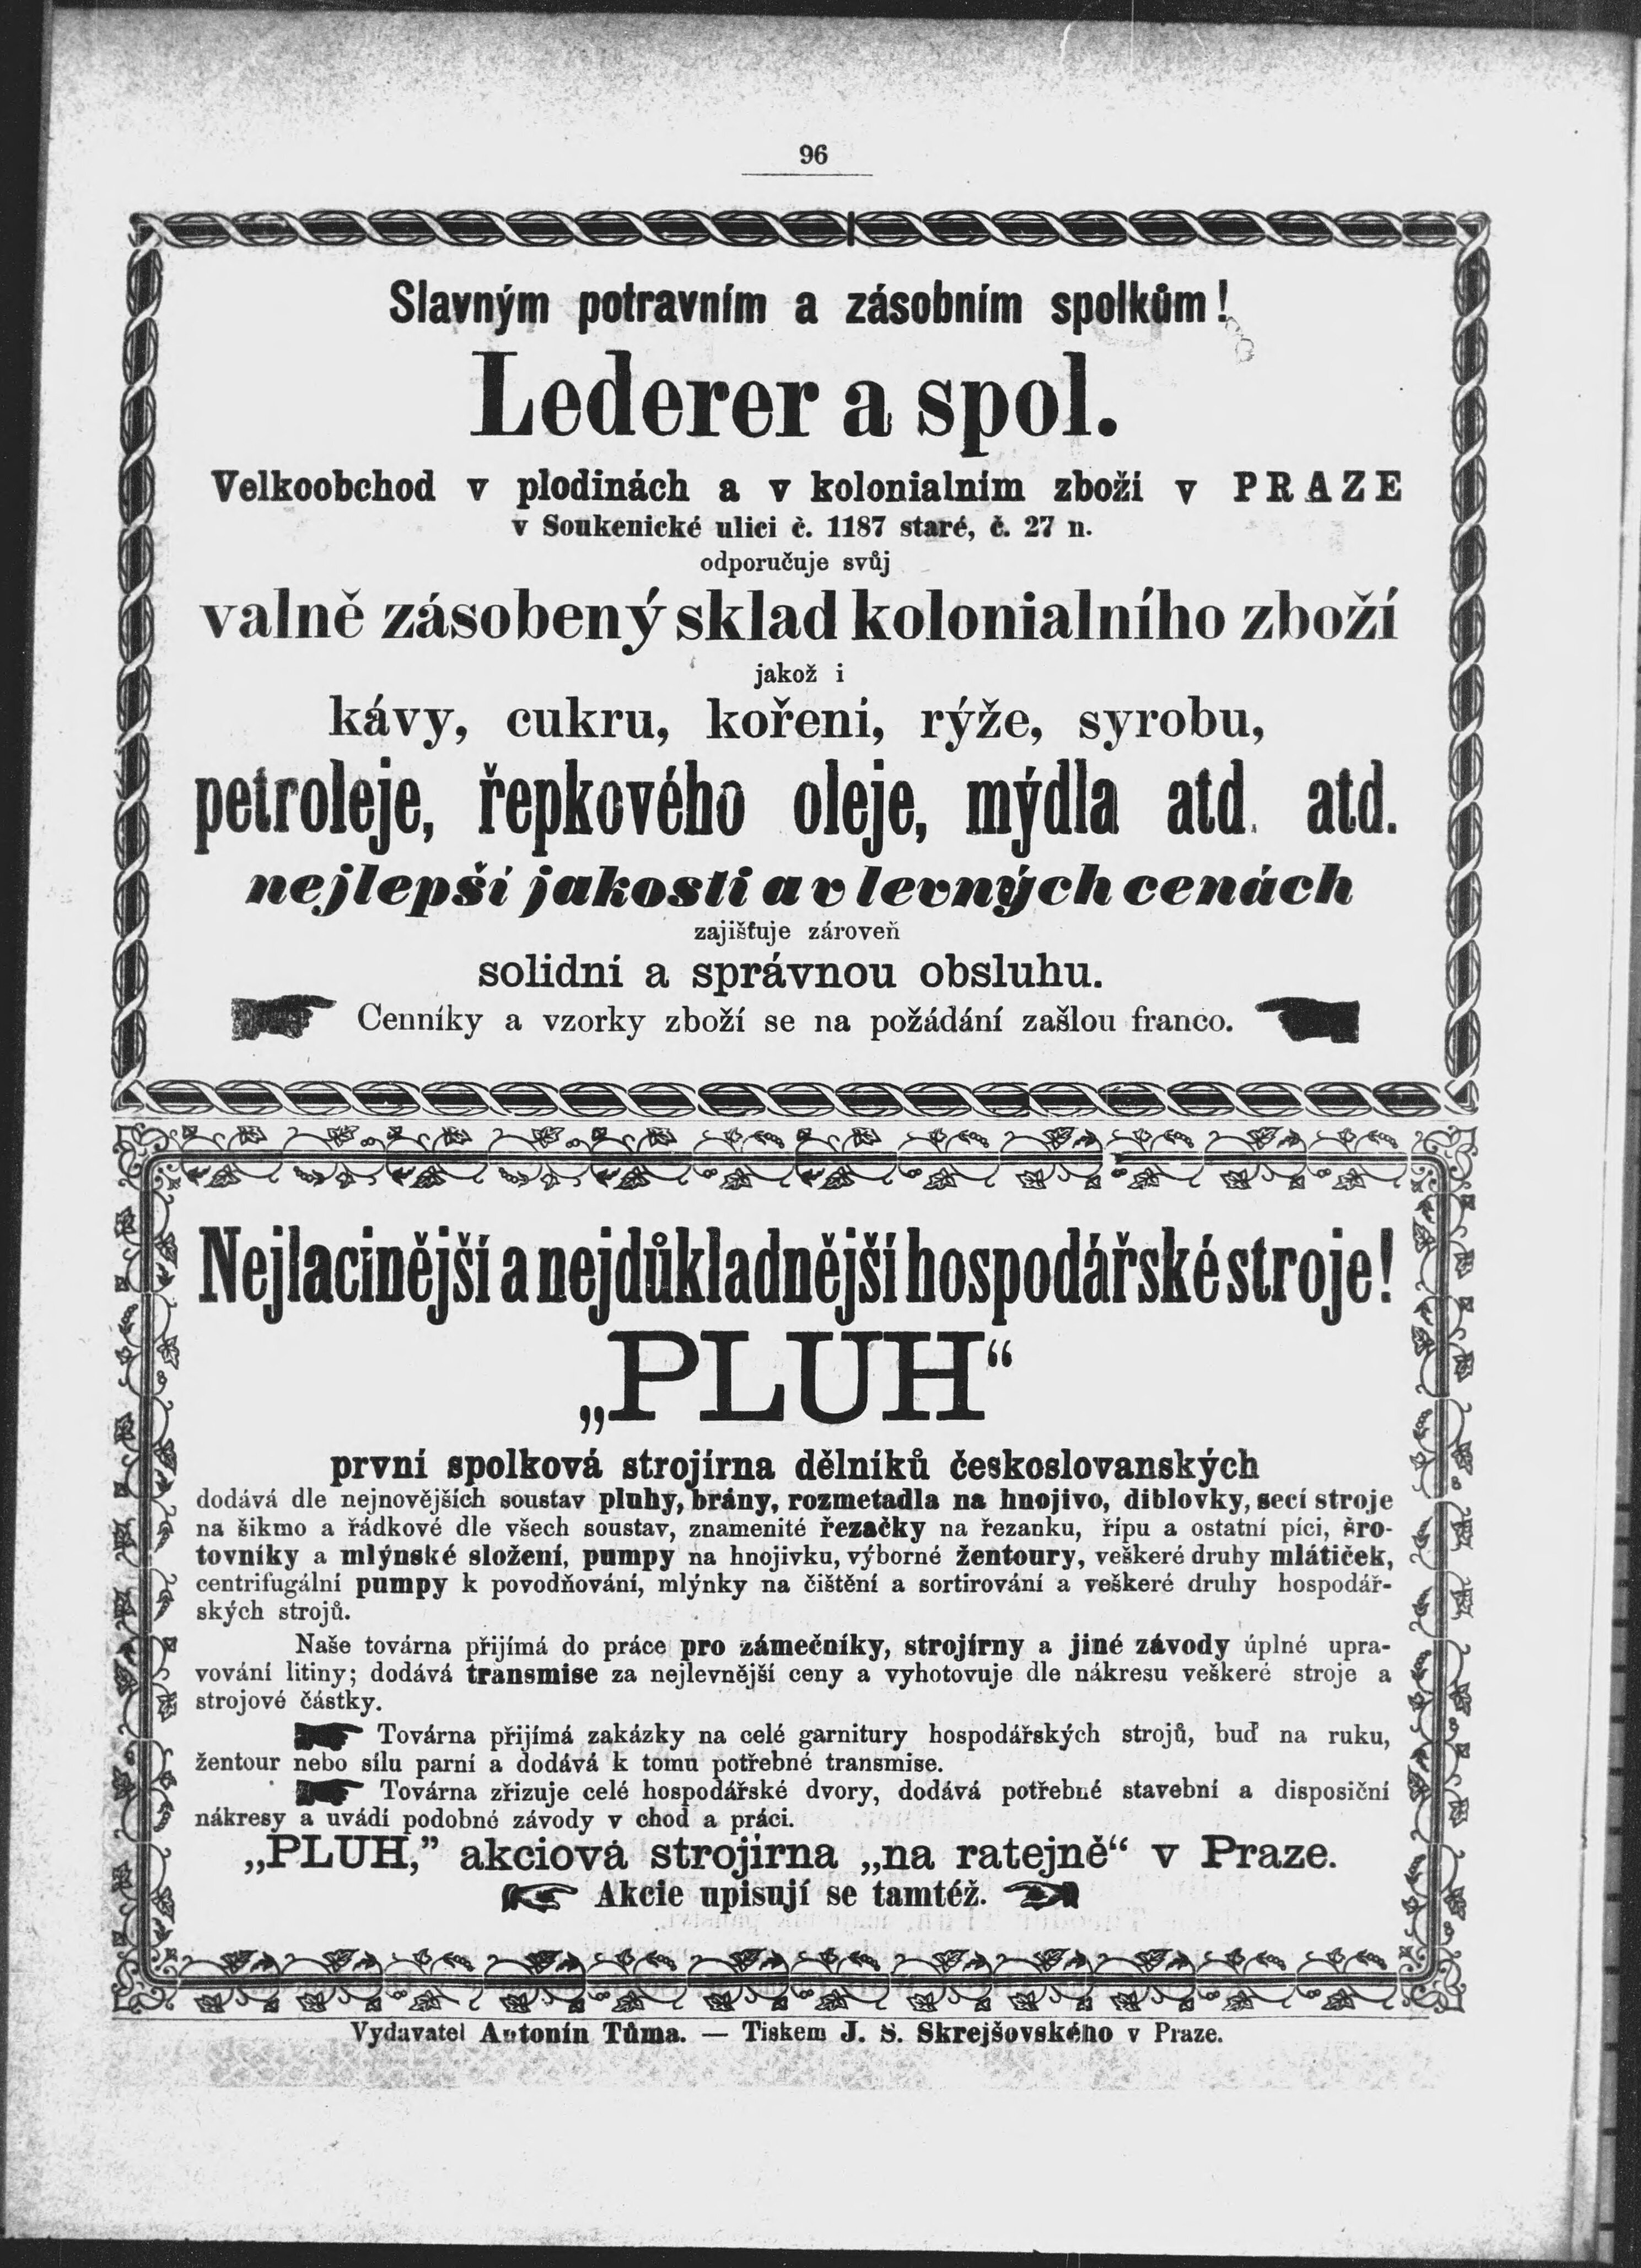 96
Slavným potravním a zásobním spolkům!
Lederer a spol.
Velkoobchod v plodinách a v kolonialním zboží v PRAZE
v Soukenické ulici č. 1187 staré, č. 27 n.
odporučuje svůj
valně zásobený sklad kolonialního zboží
jakož i
kávy, cukru, kořeni, rýže, syrobu,
petroleje, řepkového oleje, mýdla atd. atd.
nejlepší jakosti a v levných cenách
zajišťuje zároveň
solidní a správnou obsluhu.
Cenníky a vzorky zboží se na požádání zašlou franco.
Nejlacinější a nejdůkladnější hospodářské stroje!
„PLUH“
první spolková strojírna dělníků českoslovanských
dodává dle nejnovějších soustav pluhy, brány, rozmetadla na hnojivo, diblovky, secí stroje
na šikmo a řádkové dle všech soustav, znamenité řezačky na řezanku, řípu a ostatní píci, šro-
tovníky a mlýnské složení, pumpy na hnojivku, výborné žentoury, veškeré druhy mlátiček,
centrifugální pumpy k povodňování, mlýnky na čištění a sortirování a veškeré druhy hospodář-
ských strojů.
Naše továrna přijímá do práce pro zámečníky, strojírny a jiné závody úplné upra-
vování litiny; dodává transmise za nejlevnější ceny a vyhotovuje dle nákresu veškeré stroje a
strojové částky.
Továrna přijímá zakázky na celé garnitury hospodářských strojů, buď na ruku,
žentour nebo sílu parní a dodává k tomu potřebné transmise.
Továrna zřizuje celé hospodářské dvory, dodává potřebné stavební a disposiční
nákresy a uvádí podobné závody v chod a práci.
„PLUH,” akciová strojírna „na ratejně“ v Praze.
Akcie upisují se tamtéž.
Vydavatel Antonín Tůma. — Tiskem J. S. Skrejšovského v Praze.